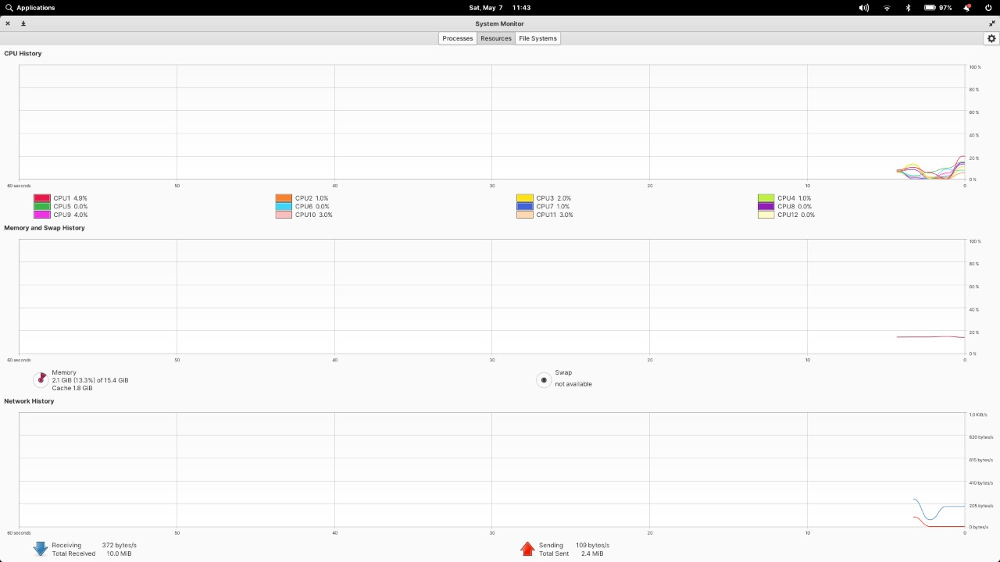 Applications
Sat, May 7 11:43
97%
System Monitor
Processes Resources File Systems
CPU History
100 %
80 %
60 %
40 %
20 %
0 %
60 seconds 50 40 30 20 10 0
CPU1 4.9% CPU2 1.0% CPU3 2.0% CPU4 1.0%
CPU5 0.0% CPU6 0.0% CPU7 1.0% CPU8 0.0%
CPU9 4.0% CPU10 3.0% CPU11 3.0% CPU12 0.0%
Memory and Swap History
100 %
80 %
60 %
40 %
20 %
0 %
60 seconds 50 40 30 20 10 0
Memory
2.1 GiB (13.3%) of 15.4 GiB
Cache 1.8 GiB
Swap
not available
Network History
1.0 KiB/s
820 bytes/s
615 bytes/s
410 bytes/s
205 bytes/s
0 bytes/s
60 seconds 50 40 30 20 10 0
Receiving 372 bytes/s
Total Received 10.0 MiB
Sending 109 bytes/s
Total Sent 2.4 MiB